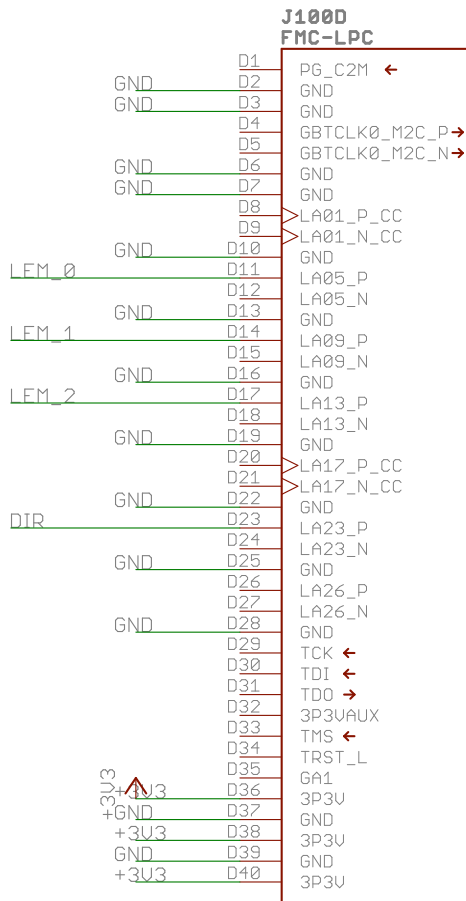 J100D
FMC-LPC
D1 PG_C2M
GND D2 GND
GND D3 GND
D4 GBTCLK0_M2C_P
D5 GBTCLK0_M2C_N
GND D6 GND
GND D7 GND
D8 LA01_P_CC
D9 LA01_N_CC
GND D10 GND
LEM_0 D11 LA05_P
D12 LA05_N
GND D13 GND
LEM_1 D14 LA09_P
D15 LA09_N
GND D16 GND
LEM_2 D17 LA13_P
D18 LA13_N
GND D19 GND
D20 LA17_P_CC
D21 LA17_N_CC
GND D22 GND
DIR D23 LA23_P
D24 LA23_N
GND D25 GND
D26 LA26_P
D27 LA26_N
GND D28 GND
D29 TCK
D30 TDI
D31 TDO
D32 3P3VAUX
D33 TMS
D34 TRST_L
D35 GA1
+3V3
+3V3 D36 3P3V
GND D37 GND
+3V3 D38 3P3V
GND D39 GND
+3V3 D40 3P3V